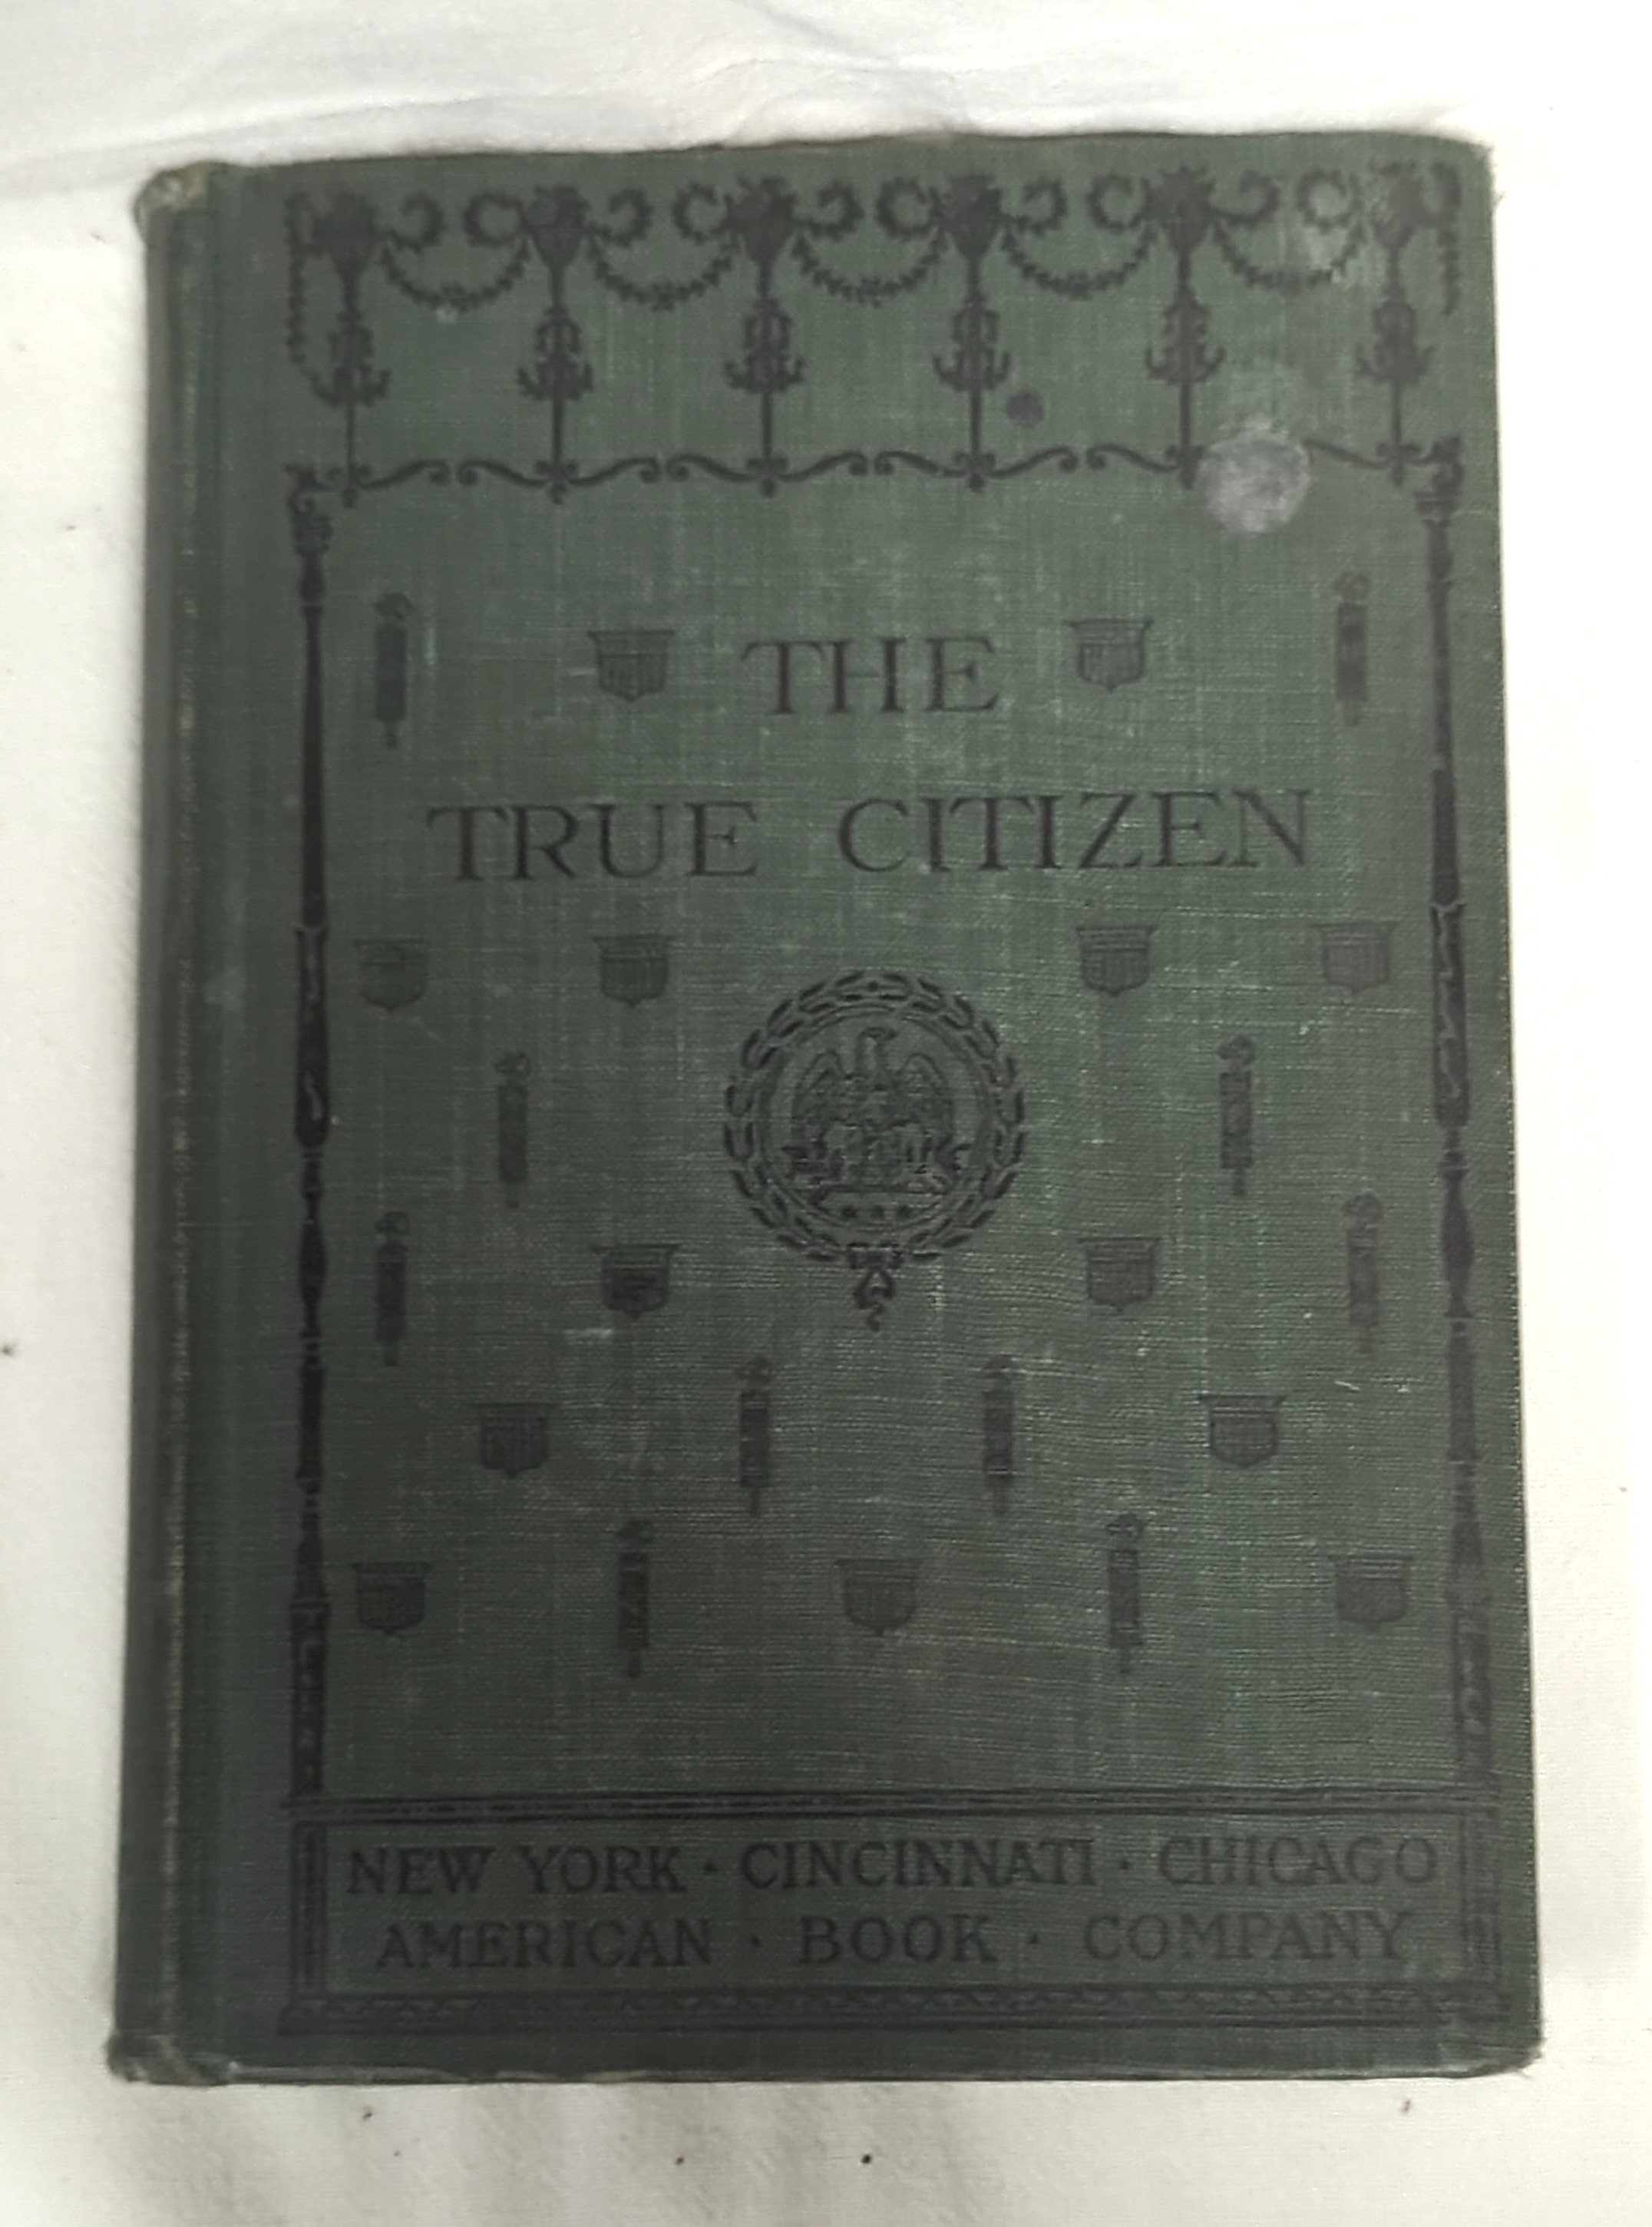 THE
TRUE CITIZEN
NEW YORK · CINCINNATI · CHICAGO
AMERICAN · BOOK · COMPANY